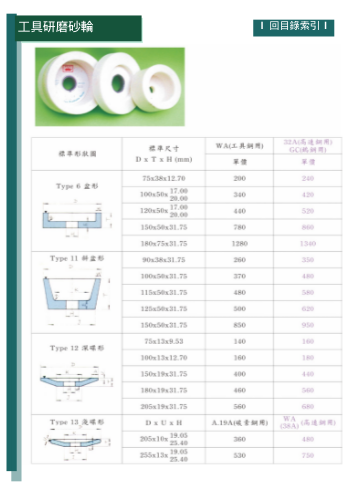 工具研磨砂輪
I 回目錄索引 I
標準形狀圖 標準尺寸 D x T x H (mm) WA(工具鋼用) 32A(高速鋼用) GC(鎢鋼用)
單價 單價
Type 6 盆形
75x38x12.70 290 240
100x50x 17.00 20.00 340 420
120x50x 17.00 20.00 440 520
150x50x31.75 780 860
180x75x31.75 1280 1340
Type 11 斜盆形
90x38x31.75 260 350
100x50x31.75 370 480
115x50x31.75 480 580
125x50x31.75 500 620
150x50x31.75 850 950
Type 12 深碟形
75x13x9.53 140 160
100x13x12.70 160 180
150x19x31.75 400 440
180x19x31.75 460 560
205x19x31.75 560 680
Type 13 淺碟形 D x U x H A.19A(碳素鋼用) WA (38A) (高速鋼用)
205x10x 19.05 25.40 360 480
255x13x 19.05 25.40 530 750